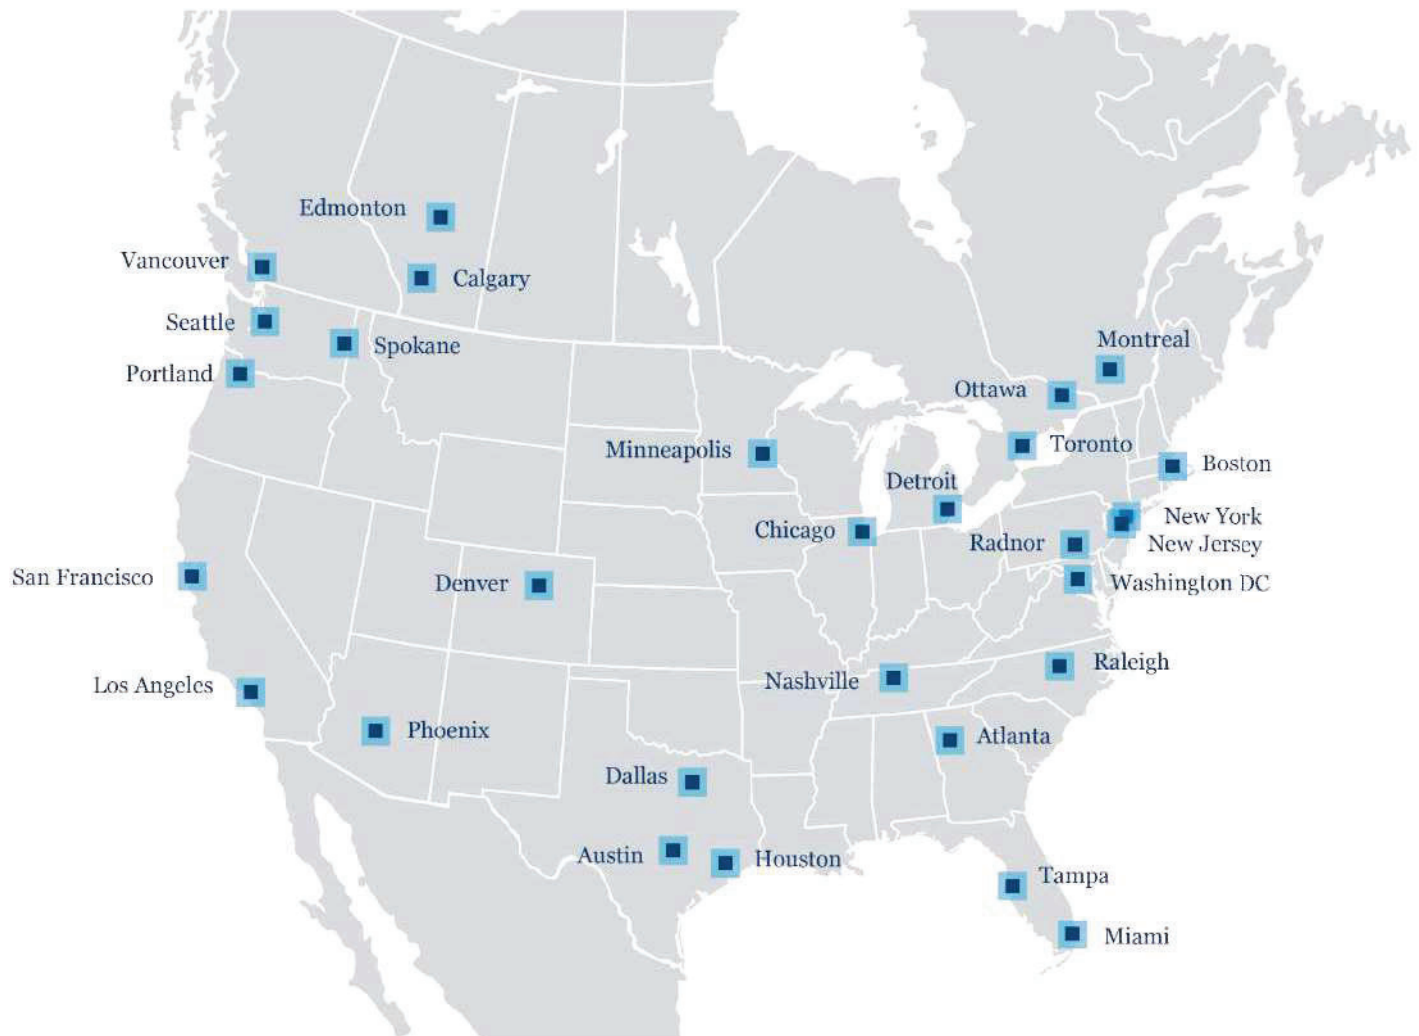 Edmonton
Vancouver
Calgary
Seattle
Spokane
Montreal
Portland
Ottawa
Toronto
Minneapolis
Boston
Detroit
New York
Chicago
Radnor
New Jersey
San Francisco
Denver
Washington DC
Raleigh
Nashville
Los Angeles
Phoenix
Atlanta
Dallas
Austin
Houston
Tampa
Miami